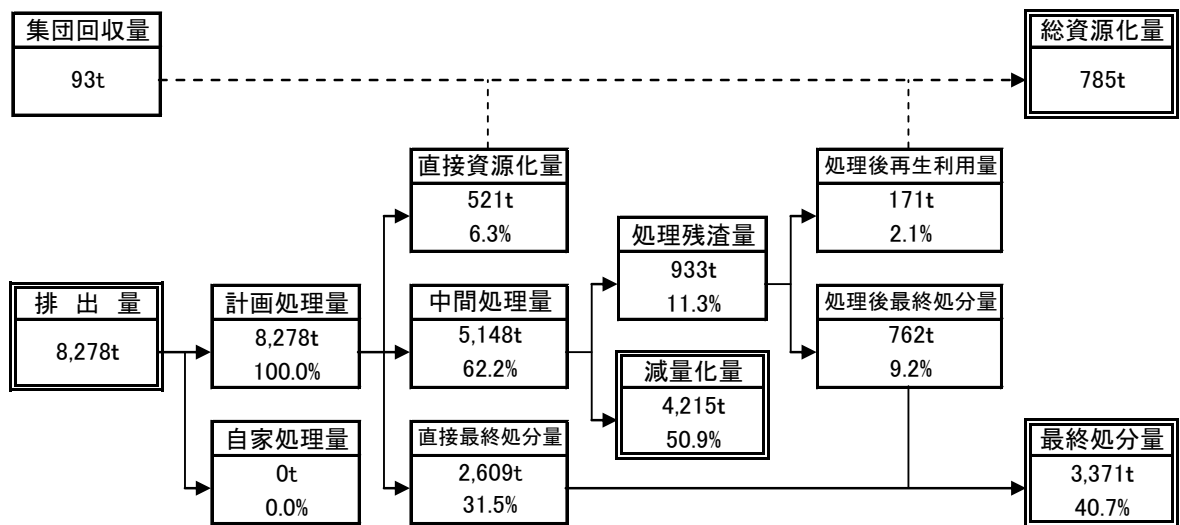 集団回収量
93t
総資源化量
785t
直接資源化量
521t
6.3%
処理後再生利用量
171t
2.1%
処理残渣量
933t
11.3%
排 出 量
8,278t
計画処理量
8,278t
100.0%
中間処理量
5,148t
62.2%
処理後最終処分量
762t
9.2%
減量化量
4,215t
50.9%
自家処理量
0t
0.0%
直接最終処分量
2,609t
31.5%
最終処分量
3,371t
40.7%